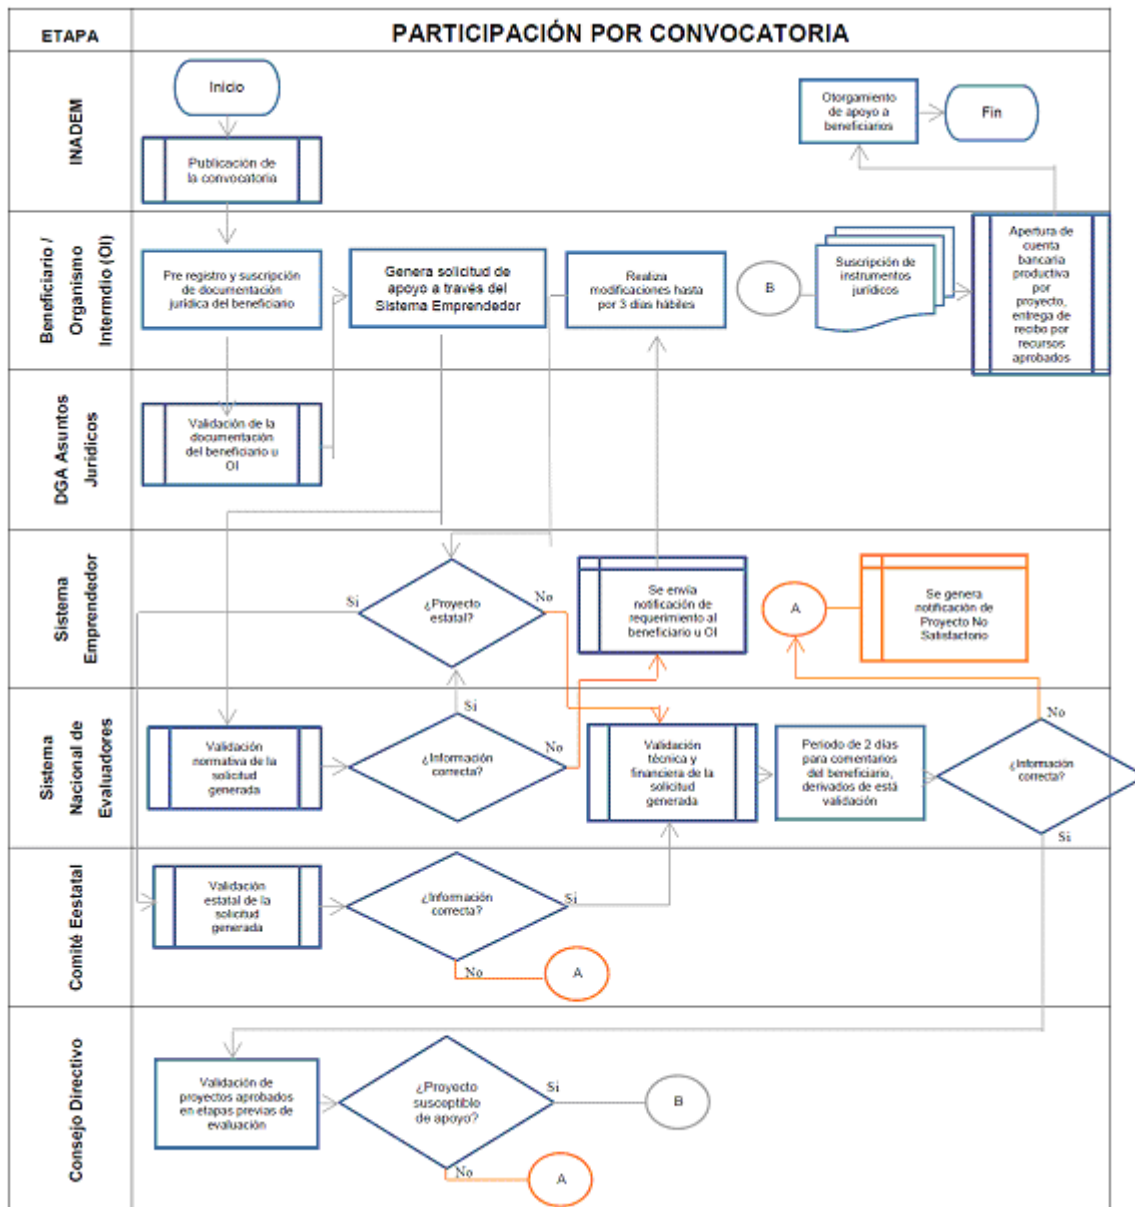 ETAPA
PARTICIPACIÓN POR CONVOCATORIA
INADEM
Inicio
Publicación de
la convocatoria
Otorgamiento
de apoyo a
beneficiarios
Fin
Beneficiario /
Organismo
Intermdio (OI)
Pre registro y suscripción
de documentación
jurídica del beneficiario
Genera solicitud de
apoyo a través del
Sistema Emprendedor
Realiza
modificaciones hasta
por 3 días hábiles
B
Suscripción de
instrumentos
jurídicos
Apertura de
cuenta
bancaria
productiva
por
proyecto,
entrega de
recibo por
recursos
aprobados
DGA Asuntos
Jurídicos
Validación de la
documentación
del beneficiario u
OI
Sistema
Emprendedor
Si
¿Proyecto
estatal?
No
Se envía
notificación de
requerimiento al
beneficiario u OI
A
Se genera
notificación de
Proyecto No
Satisfactorio
Sistema
Nacional de
Evaluadores
Validación
normativa de la
solicitud
generada
Si
¿Información
correcta?
No
Validación
técnica y
financiera de la
solicitud
generada
Periodo de 2 días
para comentarios
del beneficiario,
derivados de está
validación
No
¿Información
correcta?
Si
Comité Eestatal
Validación
estatal de la
solicitud
generada
¿Información
correcta?
Si
No
A
Consejo Directivo
Validación de
proyectos aprobados
en etapas previas de
evaluación
¿Proyecto
susceptible
de apoyo?
Si
B
No
A